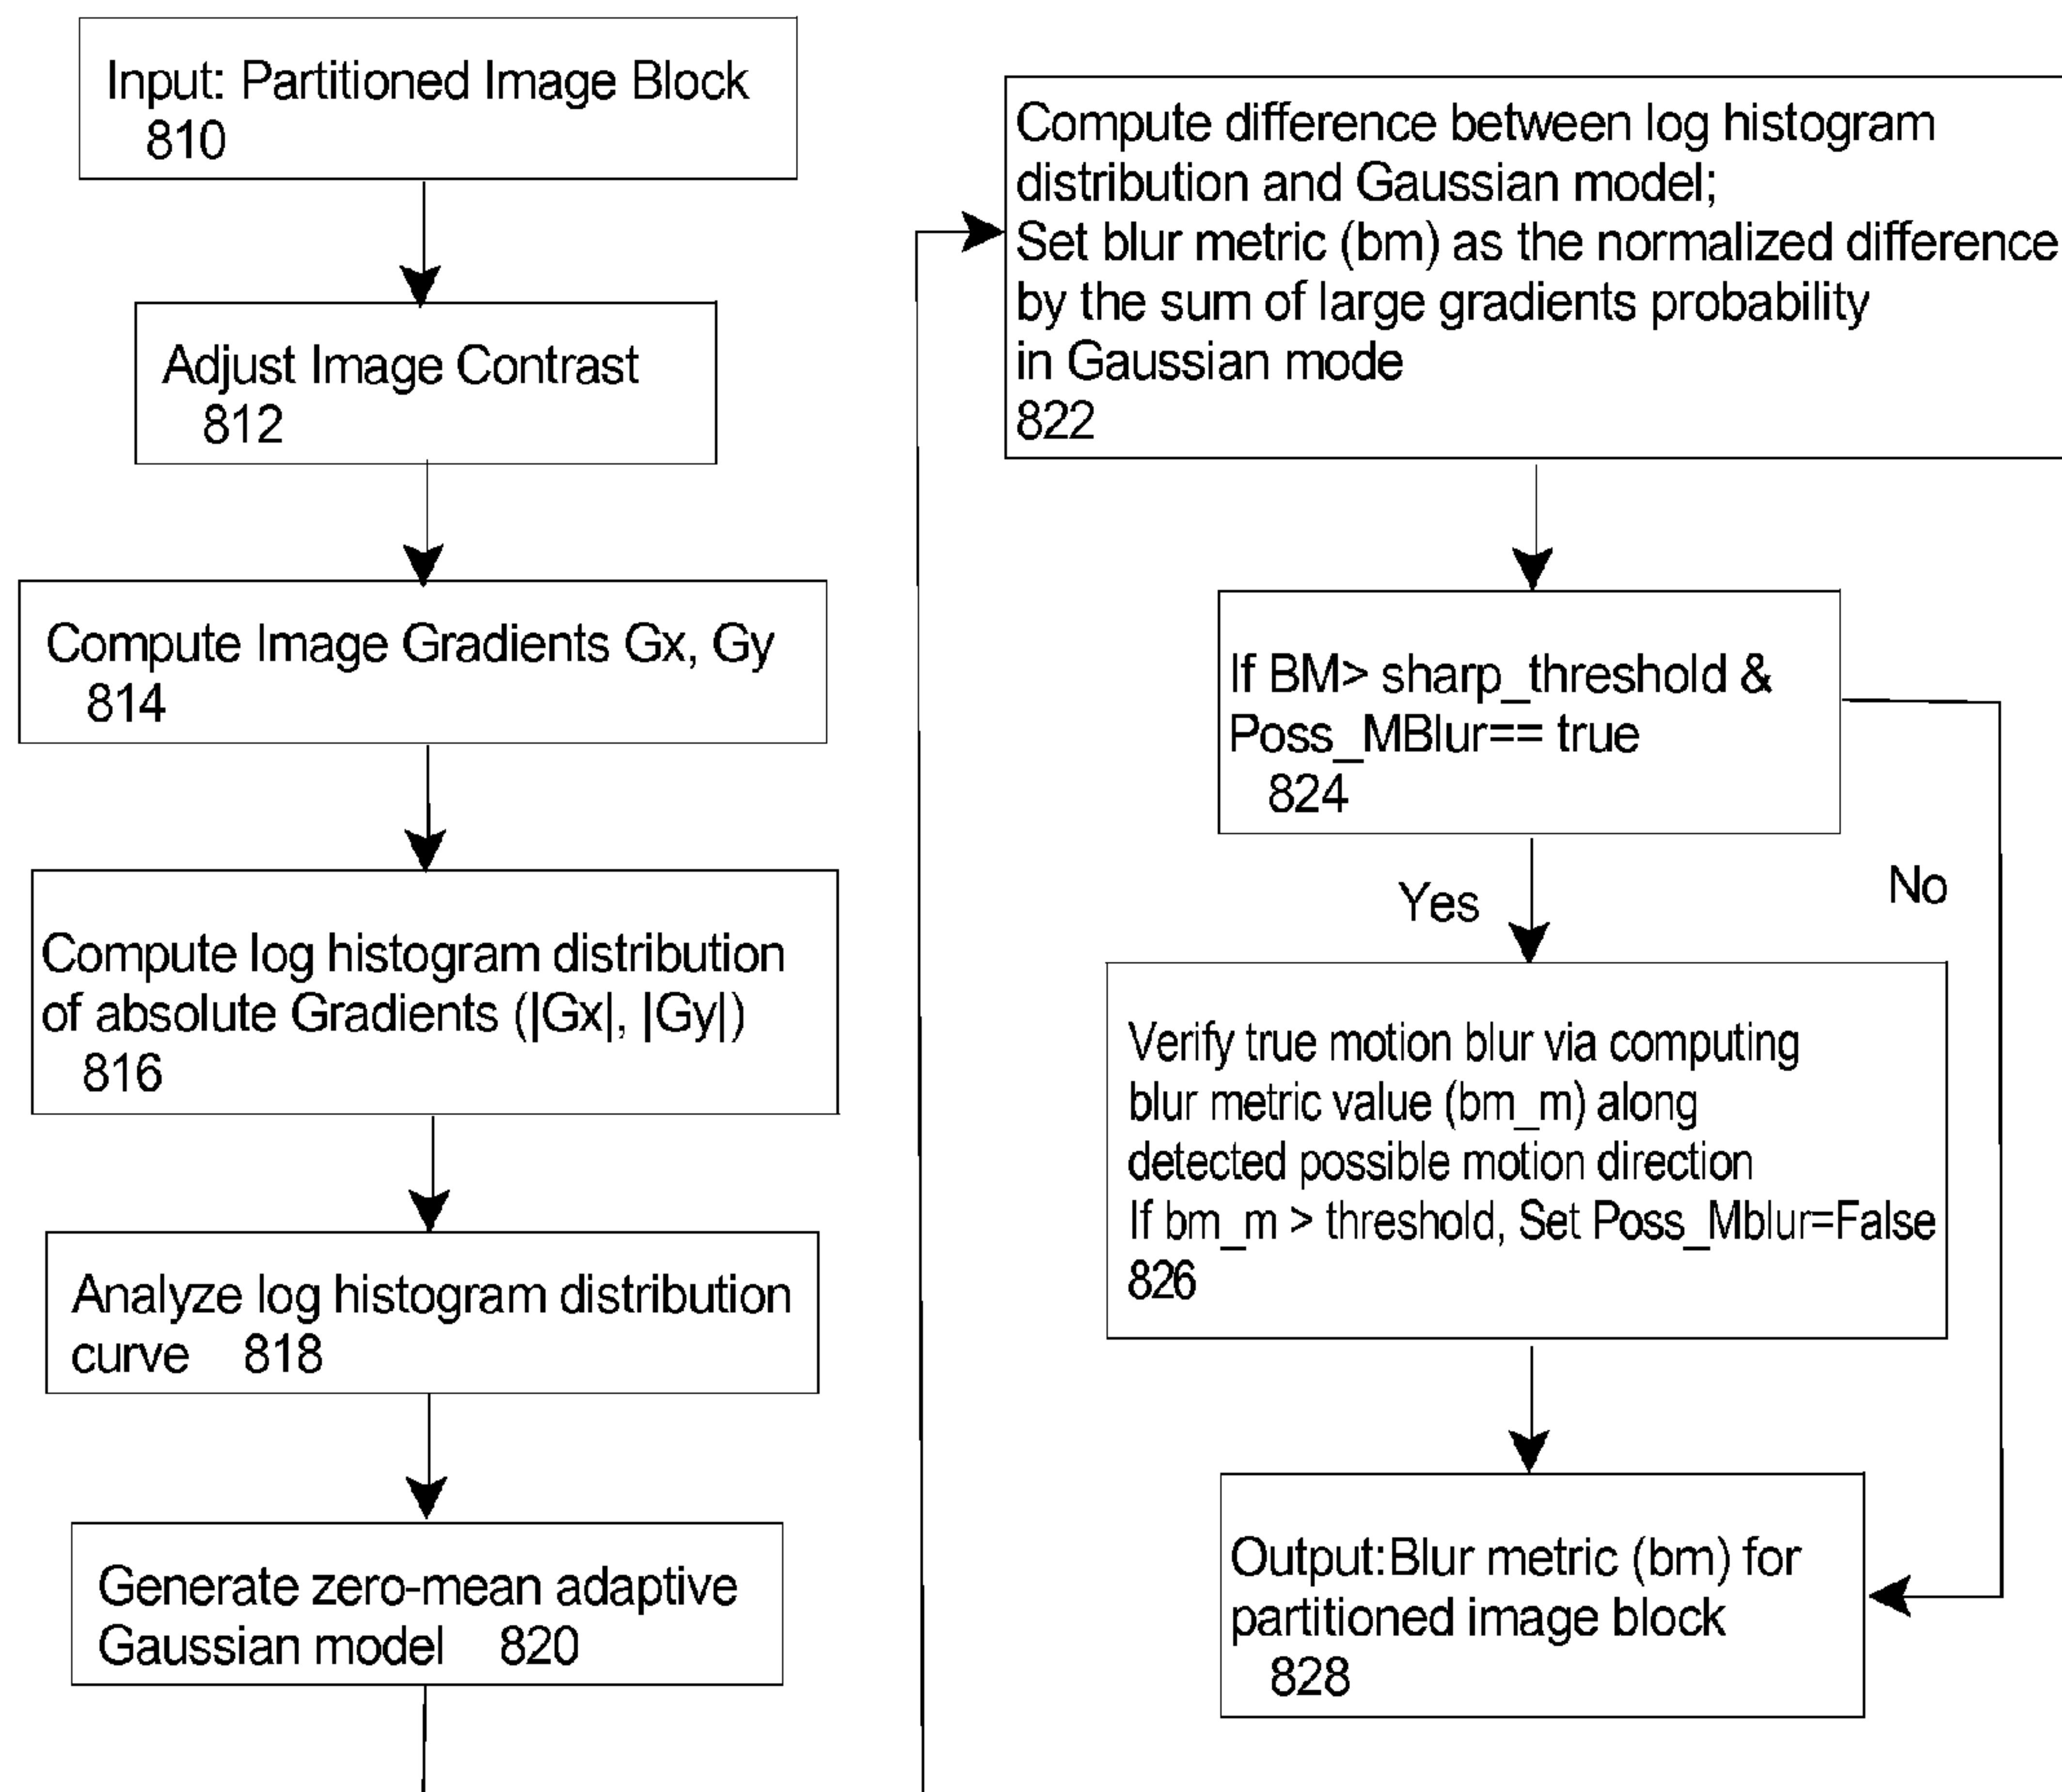 Input: Partitioned Image Block
810
Adjust Image Contrast
812
Compute Image Gradients Gx, Gy
814
Compute log histogram distribution
of absolute Gradients (|Gx|, |Gy|)
816
Analyze log histogram distribution
curve 818
Generate zero-mean adaptive
Gaussian model 820
Compute difference between log histogram
distribution and Gaussian model;
Set blur metric (bm) as the normalized difference
by the sum of large gradients probability
in Gaussian mode
822
If BM> sharp_threshold &
Poss_MBlur== true
824
Yes
No
Verify true motion blur via computing
blur metric value (bm_m) along
detected possible motion direction
If bm_m > threshold, Set Poss_Mblur=False
826
Output:Blur metric (bm) for
partitioned image block
828